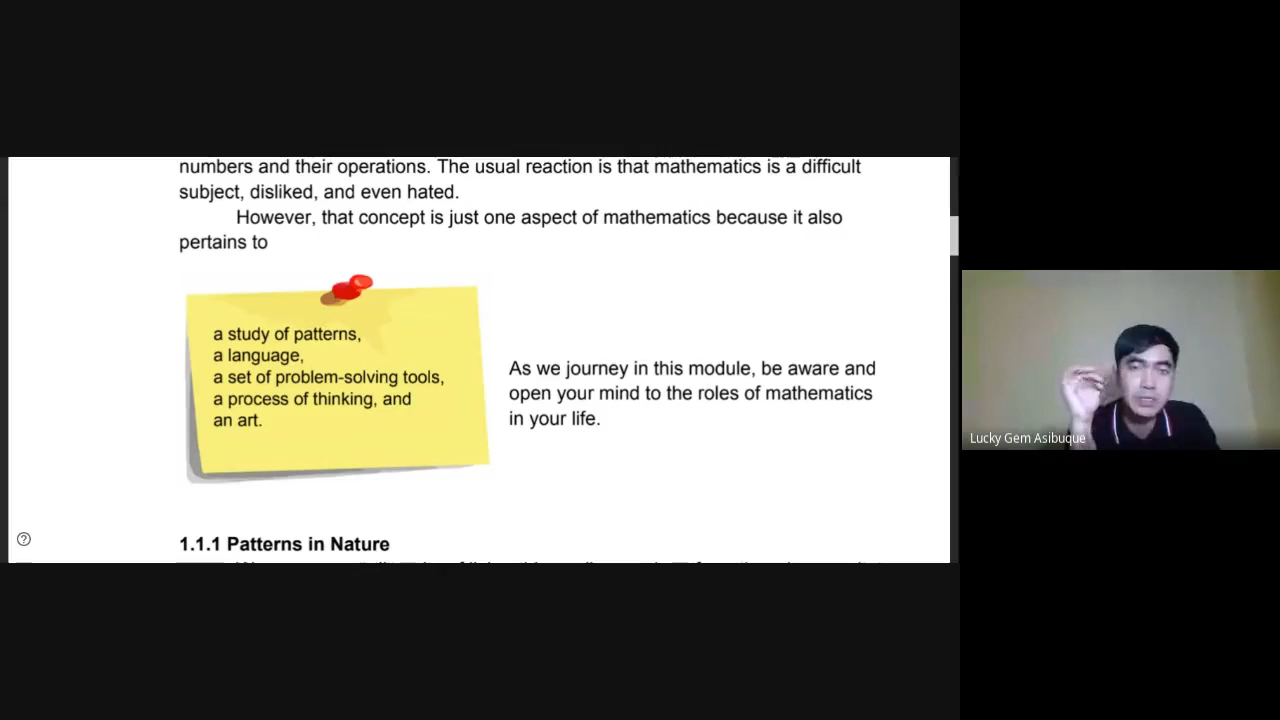 numbers and their operations. The usual reaction is that mathematics is a difficult
subject, disliked, and even hated.
However, that concept is just one aspect of mathematics because it also
pertains to
a study of patterns,
a language,
a set of problem-solving tools,
a process of thinking, and
an art.
As we journey in this module, be aware and
open your mind to the roles of mathematics
in your life.
1.1.1 Patterns in Nature
Lucky Gem Asibuque